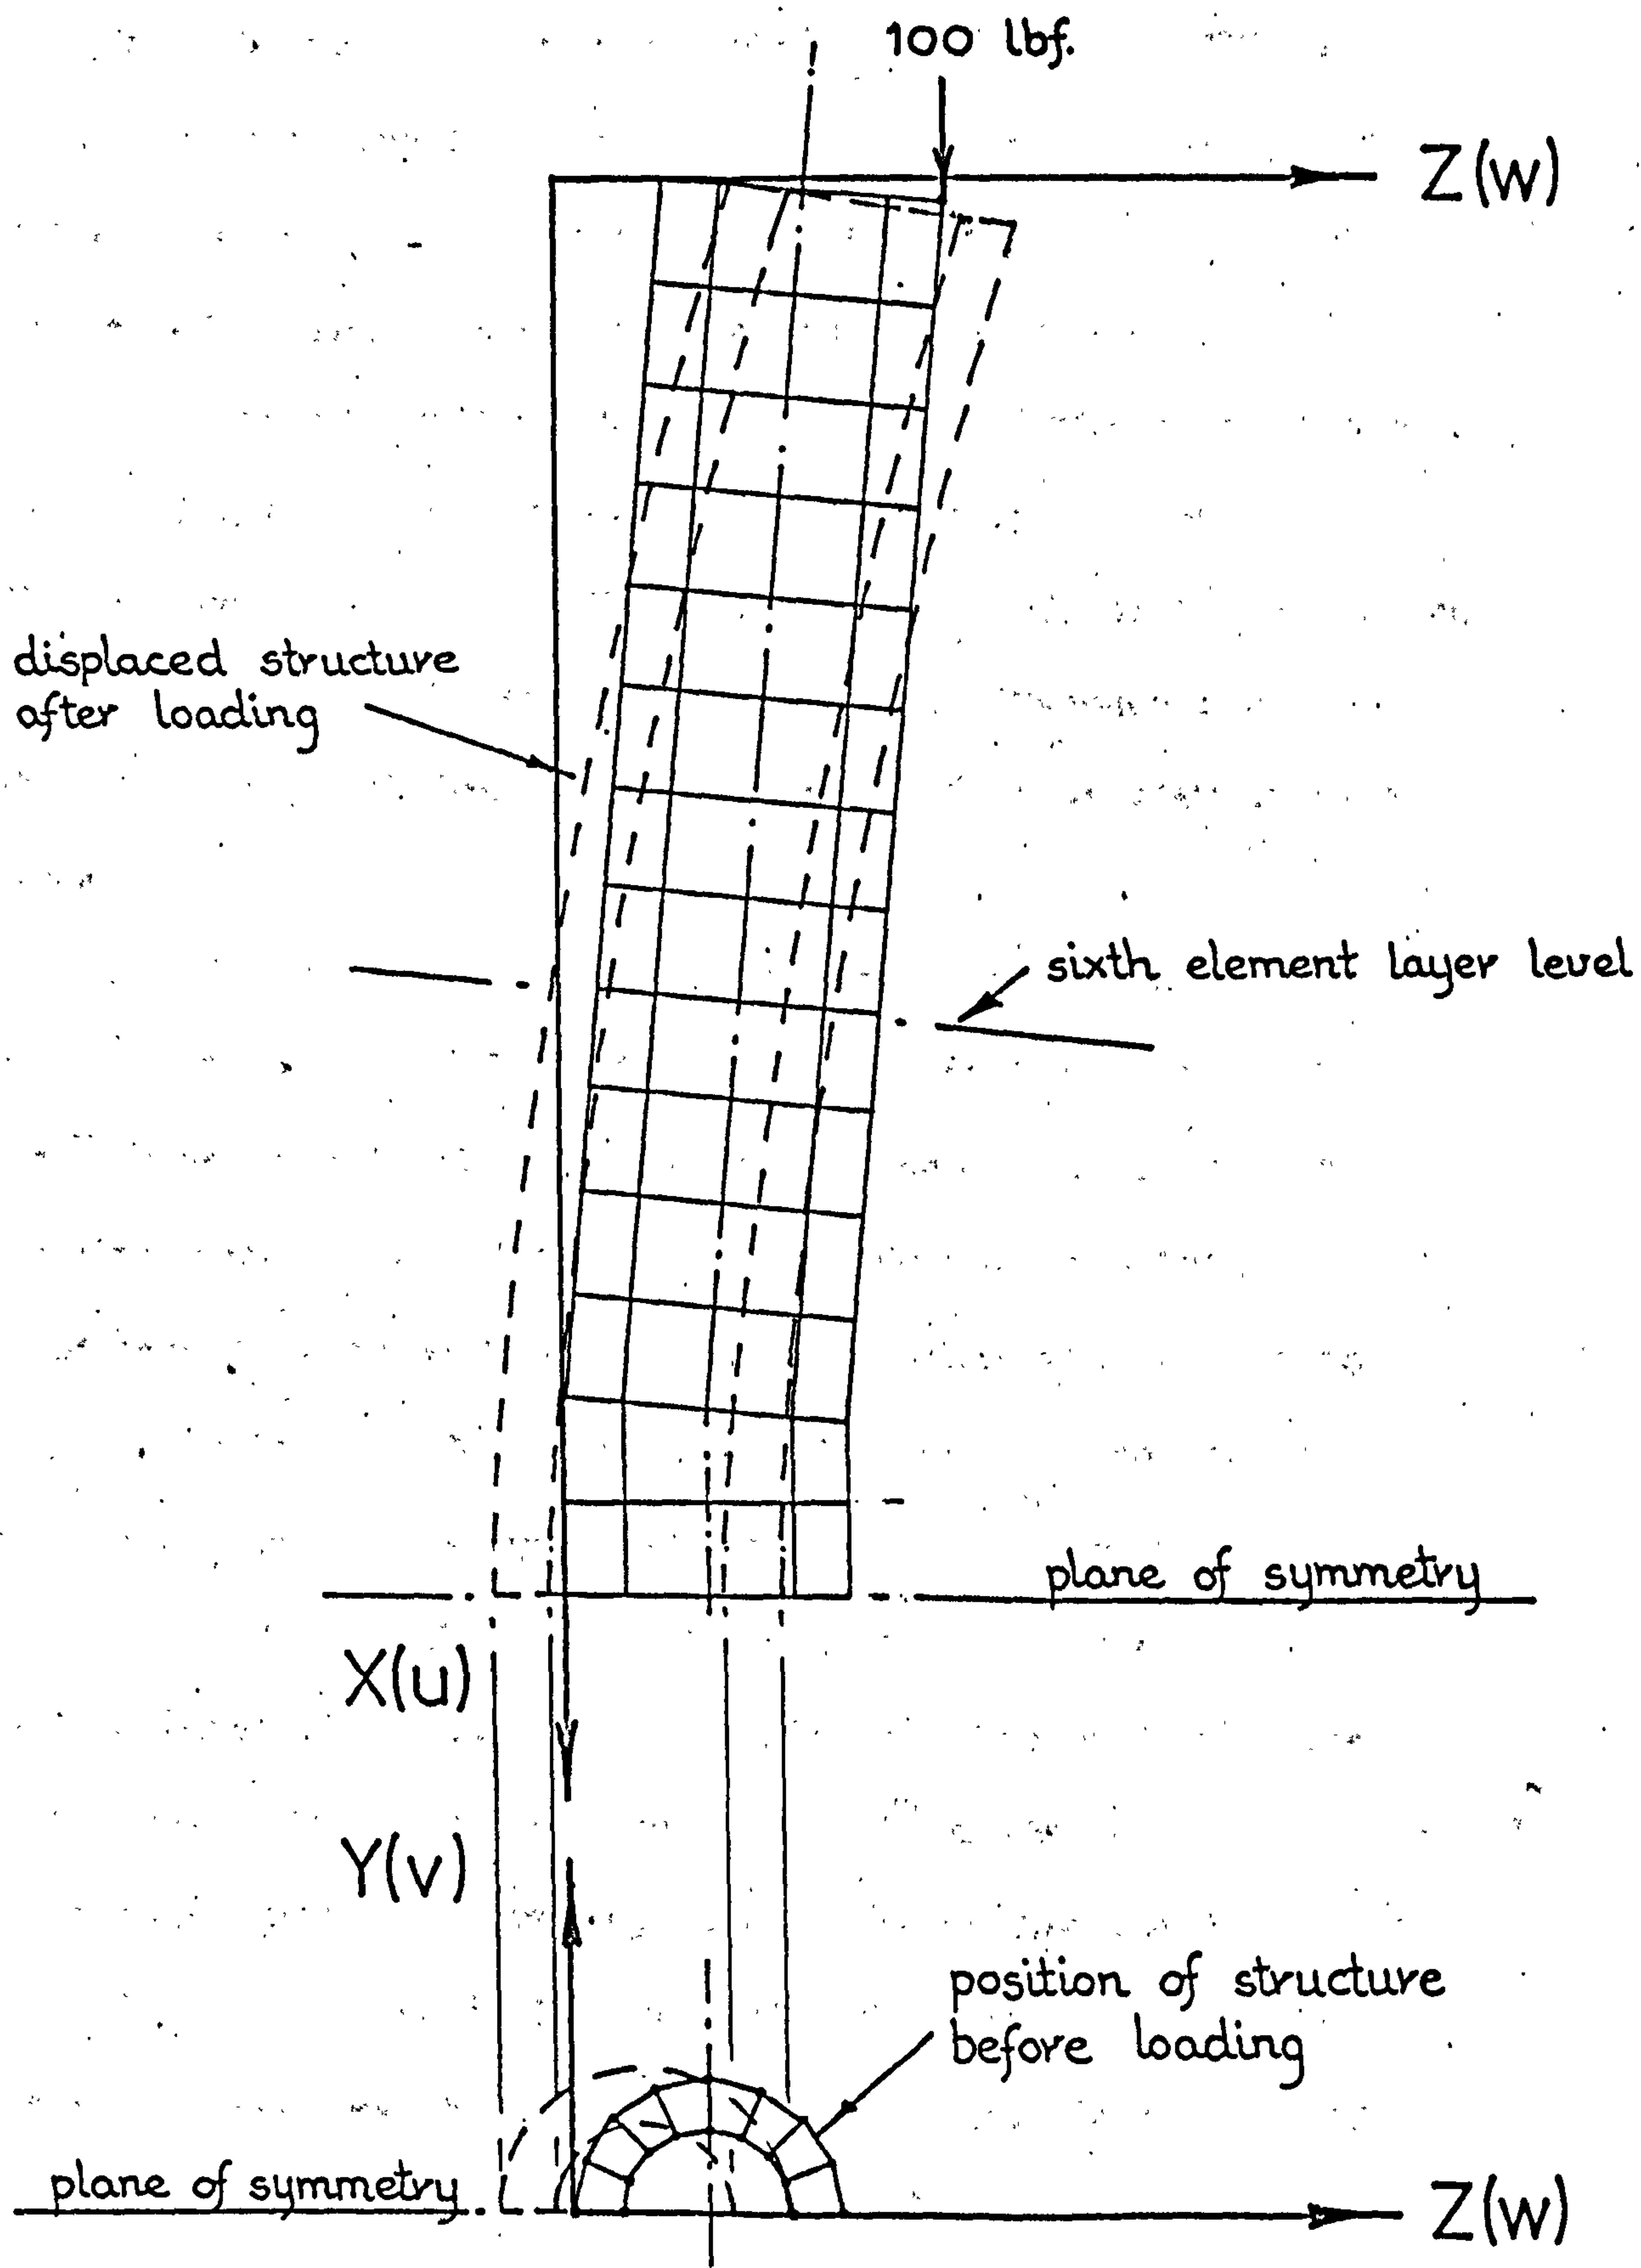 100 lbf.
Z(w)
displaced structure
after loading
sixth element layer level
plane of symmetry
X(u)
Y(v)
position of structure
before loading
plane of symmetry
Z(w)